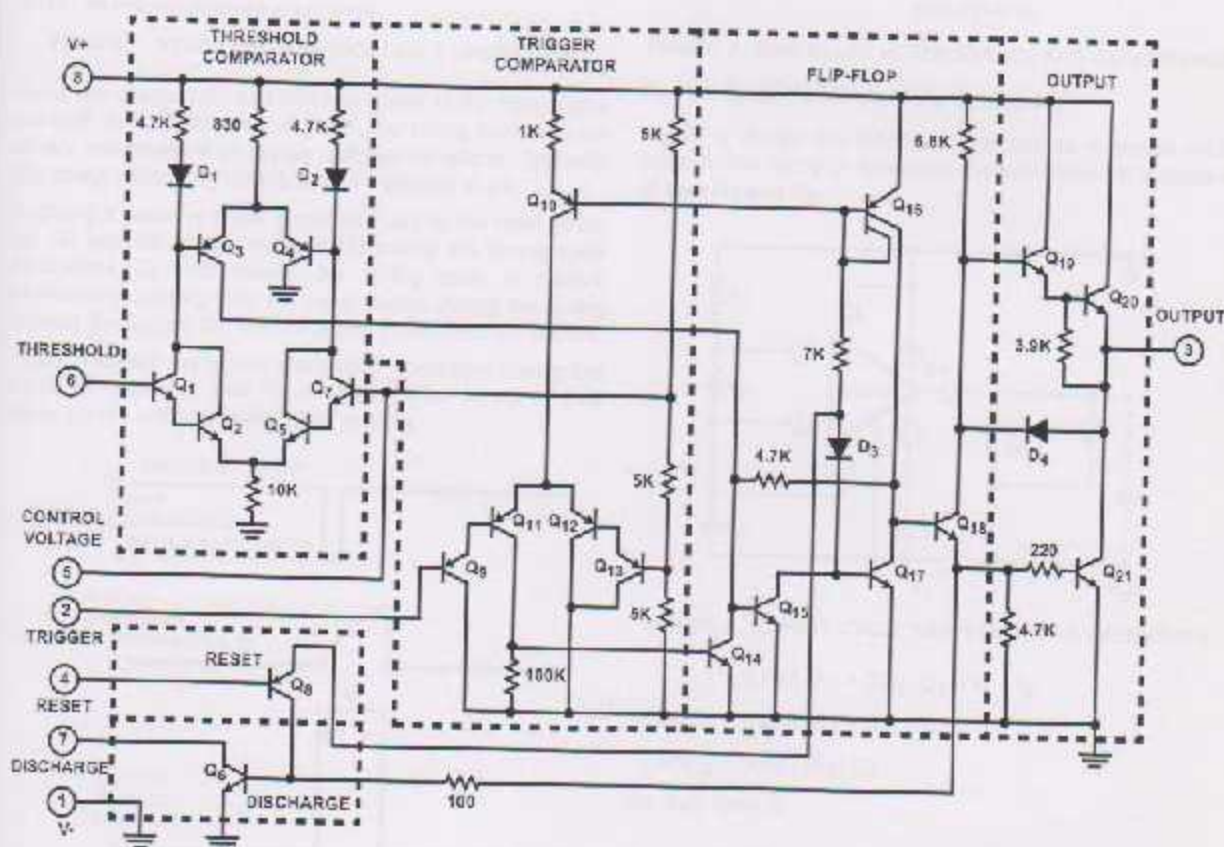 THRESHOLD COMPARATOR
TRIGGER COMPARATOR
FLIP-FLOP
OUTPUT
V+
8
4.7K
830
4.7K
1K
5K
6.8K
D1
D2
Q3
Q4
Q10
Q16
Q19
Q20
OUTPUT
3
3.9K
7K
THRESHOLD
6
Q1
Q2
Q5
Q7
D3
D4
4.7K
10K
5K
CONTROL VOLTAGE
5
Q11
Q12
Q18
220
2
Q9
Q13
Q17
Q21
TRIGGER
5K
Q15
4.7K
RESET
Q14
100K
4
RESET
Q8
7
DISCHARGE
Q6
DISCHARGE
100
1
V-